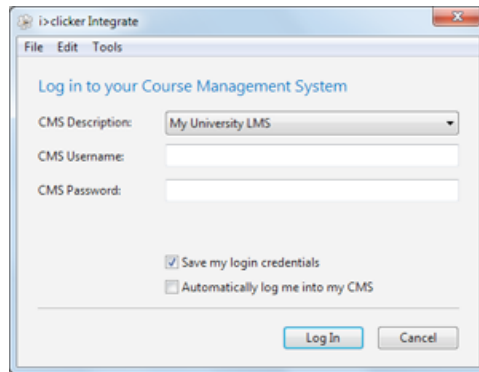 i>clicker Integrate
File Edit Tools
Log in to your Course Management System
CMS Description: My University LMS
CMS Username:
CMS Password:
Save my login credentials
Automatically log me into my CMS
Log In Cancel